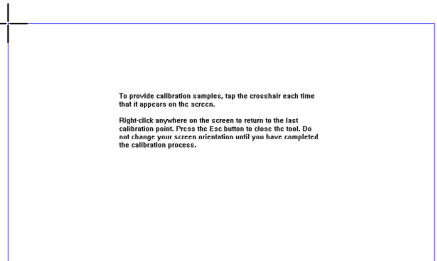 To provide calibration samples, tap the crosshair each time
that it appears on the screen.
Right-click anywhere on the screen to return to the last
calibration point. Press the Esc button to close the tool. Do
not change your screen orientation until you have completed
the calibration process.